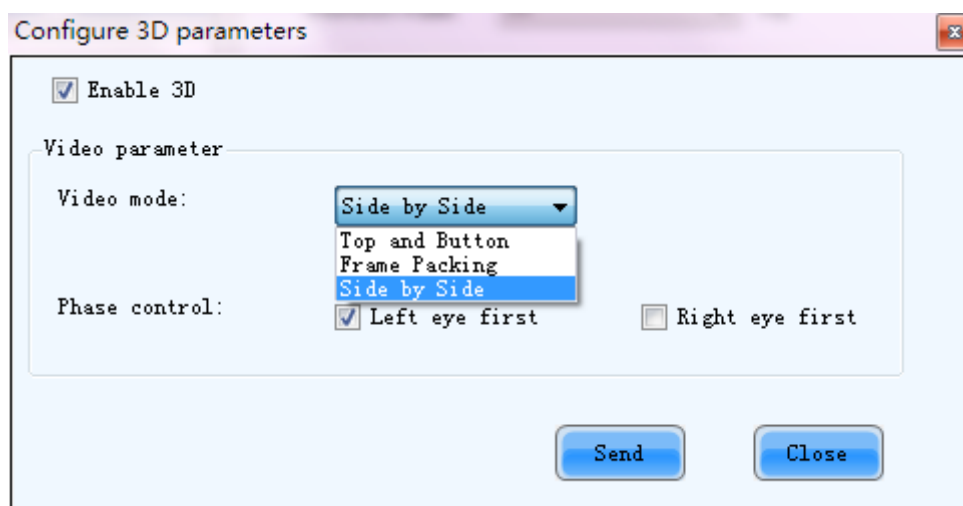 Configure 3D parameters
Enable 3D
Video parameter
Video mode:
Side by Side
Top and Button
Frame Packing
Side by Side
Phase control:
Left eye first
Right eye first
Send
Close